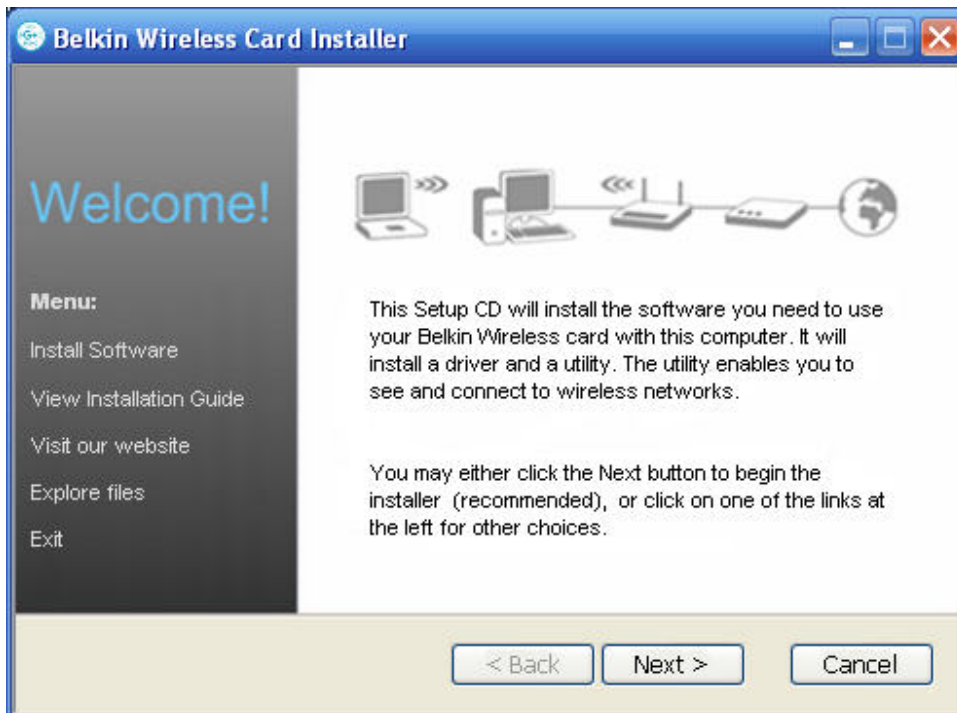 Belkin Wireless Card Installer
Welcome!
Menu:
Install Software
View Installation Guide
Visit our website
Explore files
Exit
This Setup CD will install the software you need to use
your Belkin Wireless card with this computer. It will
install a driver and a utility. The utility enables you to
see and connect to wireless networks.
You may either click the Next button to begin the
installer (recommended), or click on one of the links at
the left for other choices.
< Back
Next >
Cancel